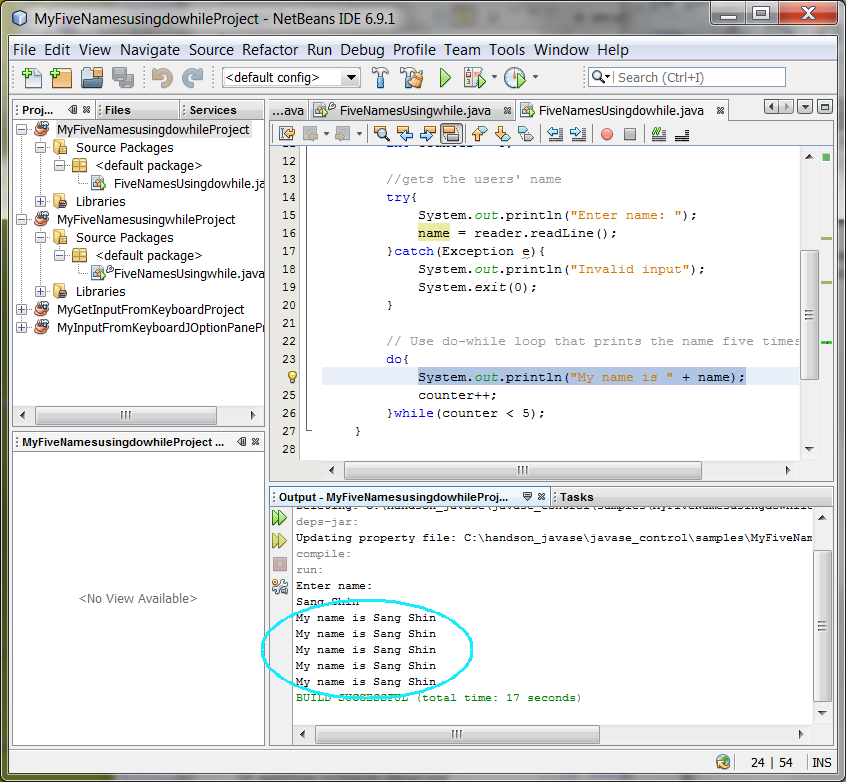 MyFiveNamesusingdowhileProject - NetBeans IDE 6.9.1
File Edit View Navigate Source Refactor Run Debug Profile Team Tools Window Help
<default config>
Search (Ctrl+I)
Proj... Files Services
MyFiveNamesusingdowhileProject
Source Packages
<default package>
FiveNamesUsingdowhile.ja
Libraries
MyFiveNamesusingwhileProject
Source Packages
<default package>
FiveNamesUsingwhile.java
Libraries
MyGetInputFromKeyboardProject
MyInputFromKeyboardJOptionPanePr
MyFiveNamesusingdowhileProject ...
<No View Available>
...ava FiveNamesUsingwhile.java FiveNamesUsingdowhile.java
12
13 //gets the users' name
14 try{
15 System.out.println("Enter name: ");
16 name = reader.readLine();
17 }catch(Exception e){
18 System.out.println("Invalid input");
19 System.exit(0);
20 }
21
22 // Use do-while loop that prints the name five times
23 do{
System.out.println("My name is " + name);
25 counter++;
26 }while(counter < 5);
27 }
28
Output - MyFiveNamesusingdowhileProj... Tasks
deps-jar:
Updating property file: C:\handson_javase\javase_control\samples\MyFiveNam
compile:
run:
Enter name:
Sang Shin
My name is Sang Shin
My name is Sang Shin
My name is Sang Shin
My name is Sang Shin
My name is Sang Shin
BUILD SUCCESSFUL (total time: 17 seconds)
24 | 54 INS